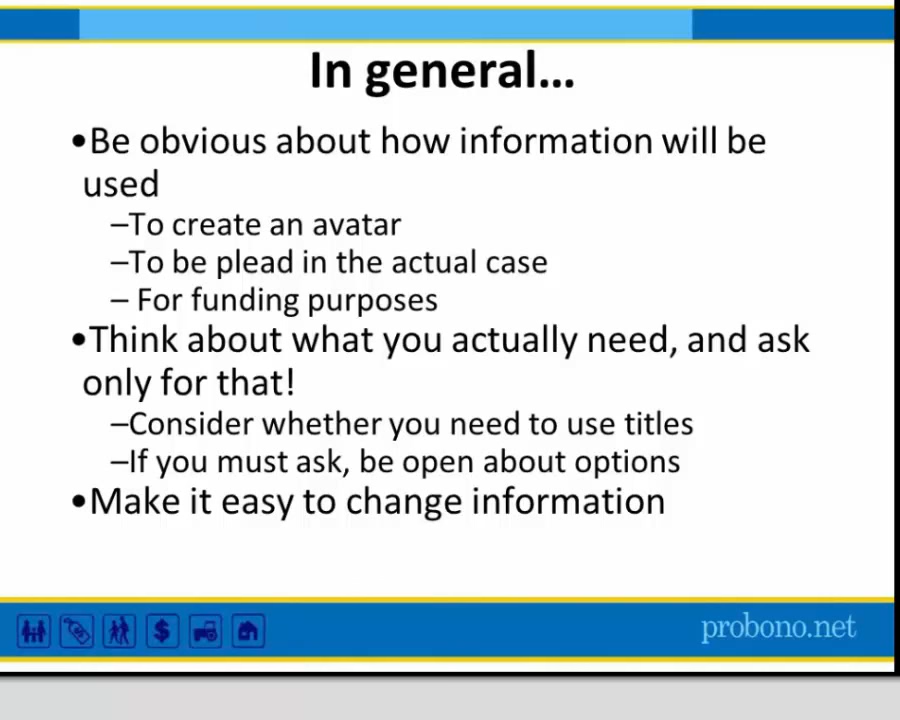 In general...
•Be obvious about how information will be
used
–To create an avatar
–To be plead in the actual case
– For funding purposes
•Think about what you actually need, and ask
only for that!
–Consider whether you need to use titles
–If you must ask, be open about options
•Make it easy to change information
$
probono.net